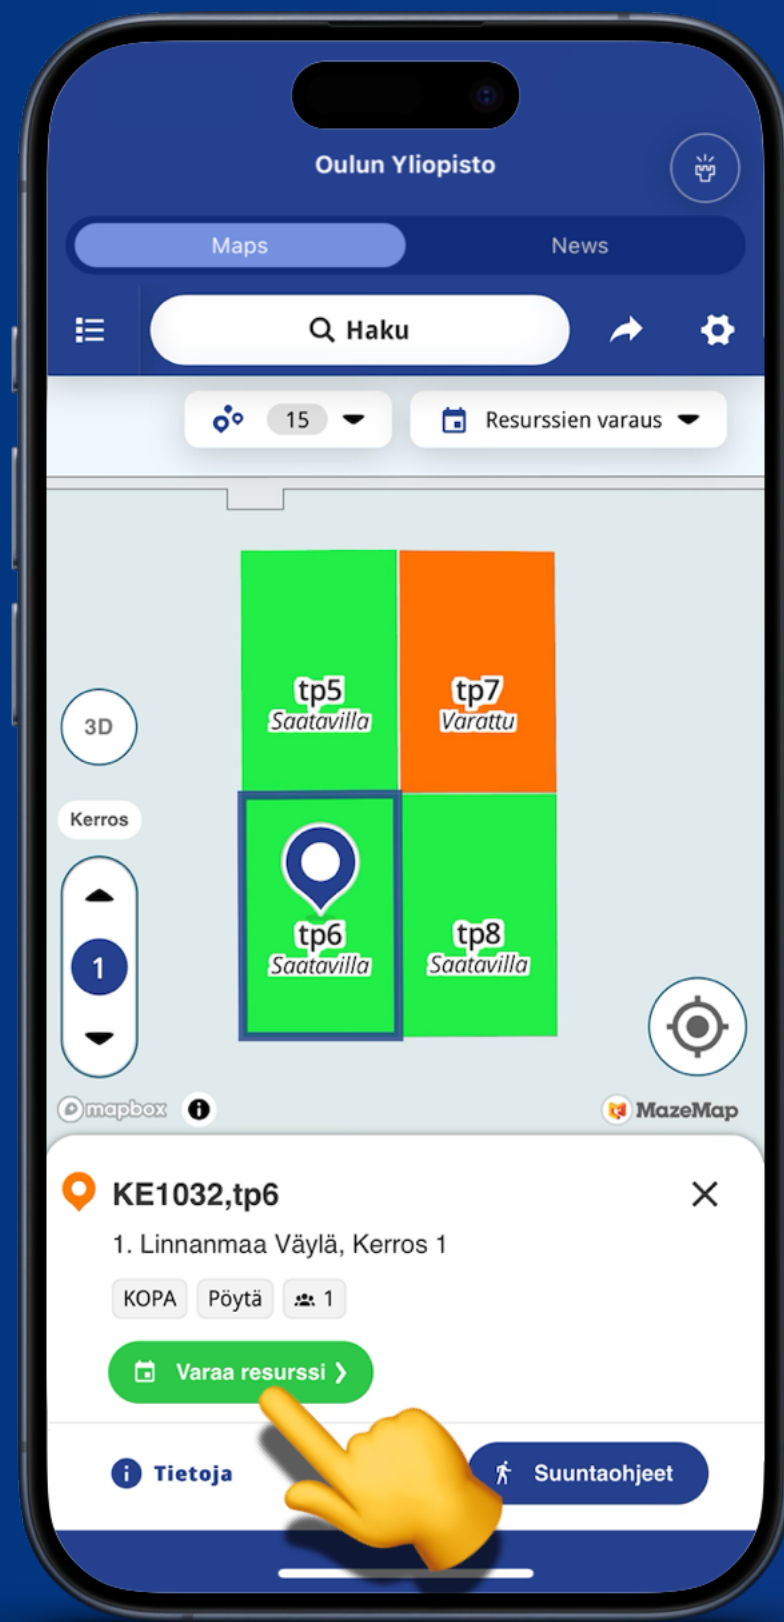 Oulun Yliopisto
Maps
News
Haku
15
Resurssien varaus
tp5
Saatavilla
tp7
Varattu
3D
Kerros
1
tp6
Saatavilla
tp8
Saatavilla
mapbox
MazeMap
KE1032,tp6
1. Linnanmaa Väylä, Kerros 1
KOPA Pöytä 1
Varaa resurssi ❯
Tietoja
Suuntaohjeet